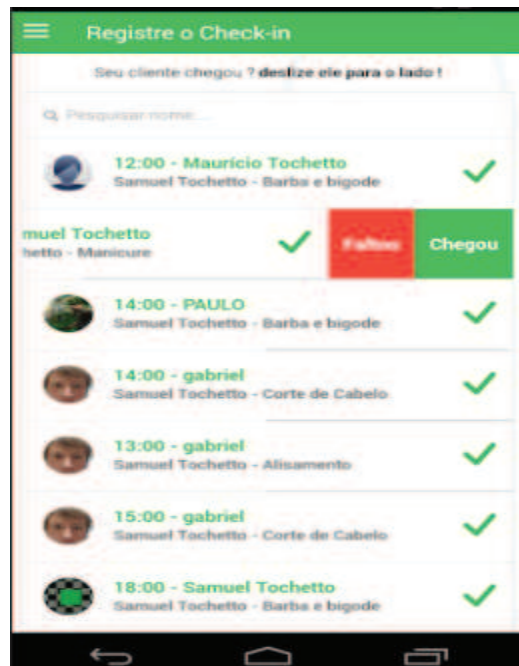 Registre o Check-in
Seu cliente chegou ? deslize ele para o lado !
Pesquisar nome...
12:00 - Maurício Tochetto
Samuel Tochetto - Barba e bigode
muel Tochetto
hetto - Manicure
Faltou
Chegou
14:00 - PAULO
Samuel Tochetto - Barba e bigode
14:00 - gabriel
Samuel Tochetto - Corte de Cabelo
13:00 - gabriel
Samuel Tochetto - Alisamento
15:00 - gabriel
Samuel Tochetto - Corte de Cabelo
18:00 - Samuel Tochetto
Samuel Tochetto - Barba e bigode